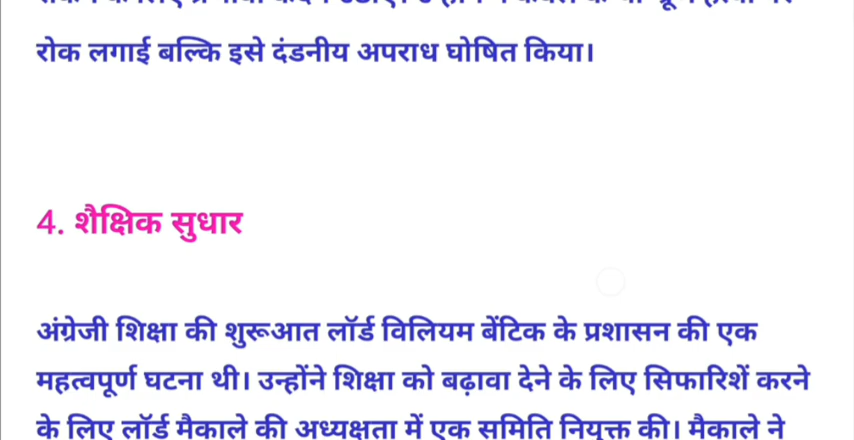 रोक लगाई बल्कि इसे दंडनीय अपराध घोषित किया।
4. शैक्षिक सुधार
अंग्रेजी शिक्षा की शुरूआत लॉर्ड विलियम बेंटिक के प्रशासन की एक
महत्वपूर्ण घटना थी। उन्होंने शिक्षा को बढ़ावा देने के लिए सिफारिशें करने
के लिए लॉर्ड मैकाले की अध्यक्षता में एक समिति नियुक्त की। मैकाले ने